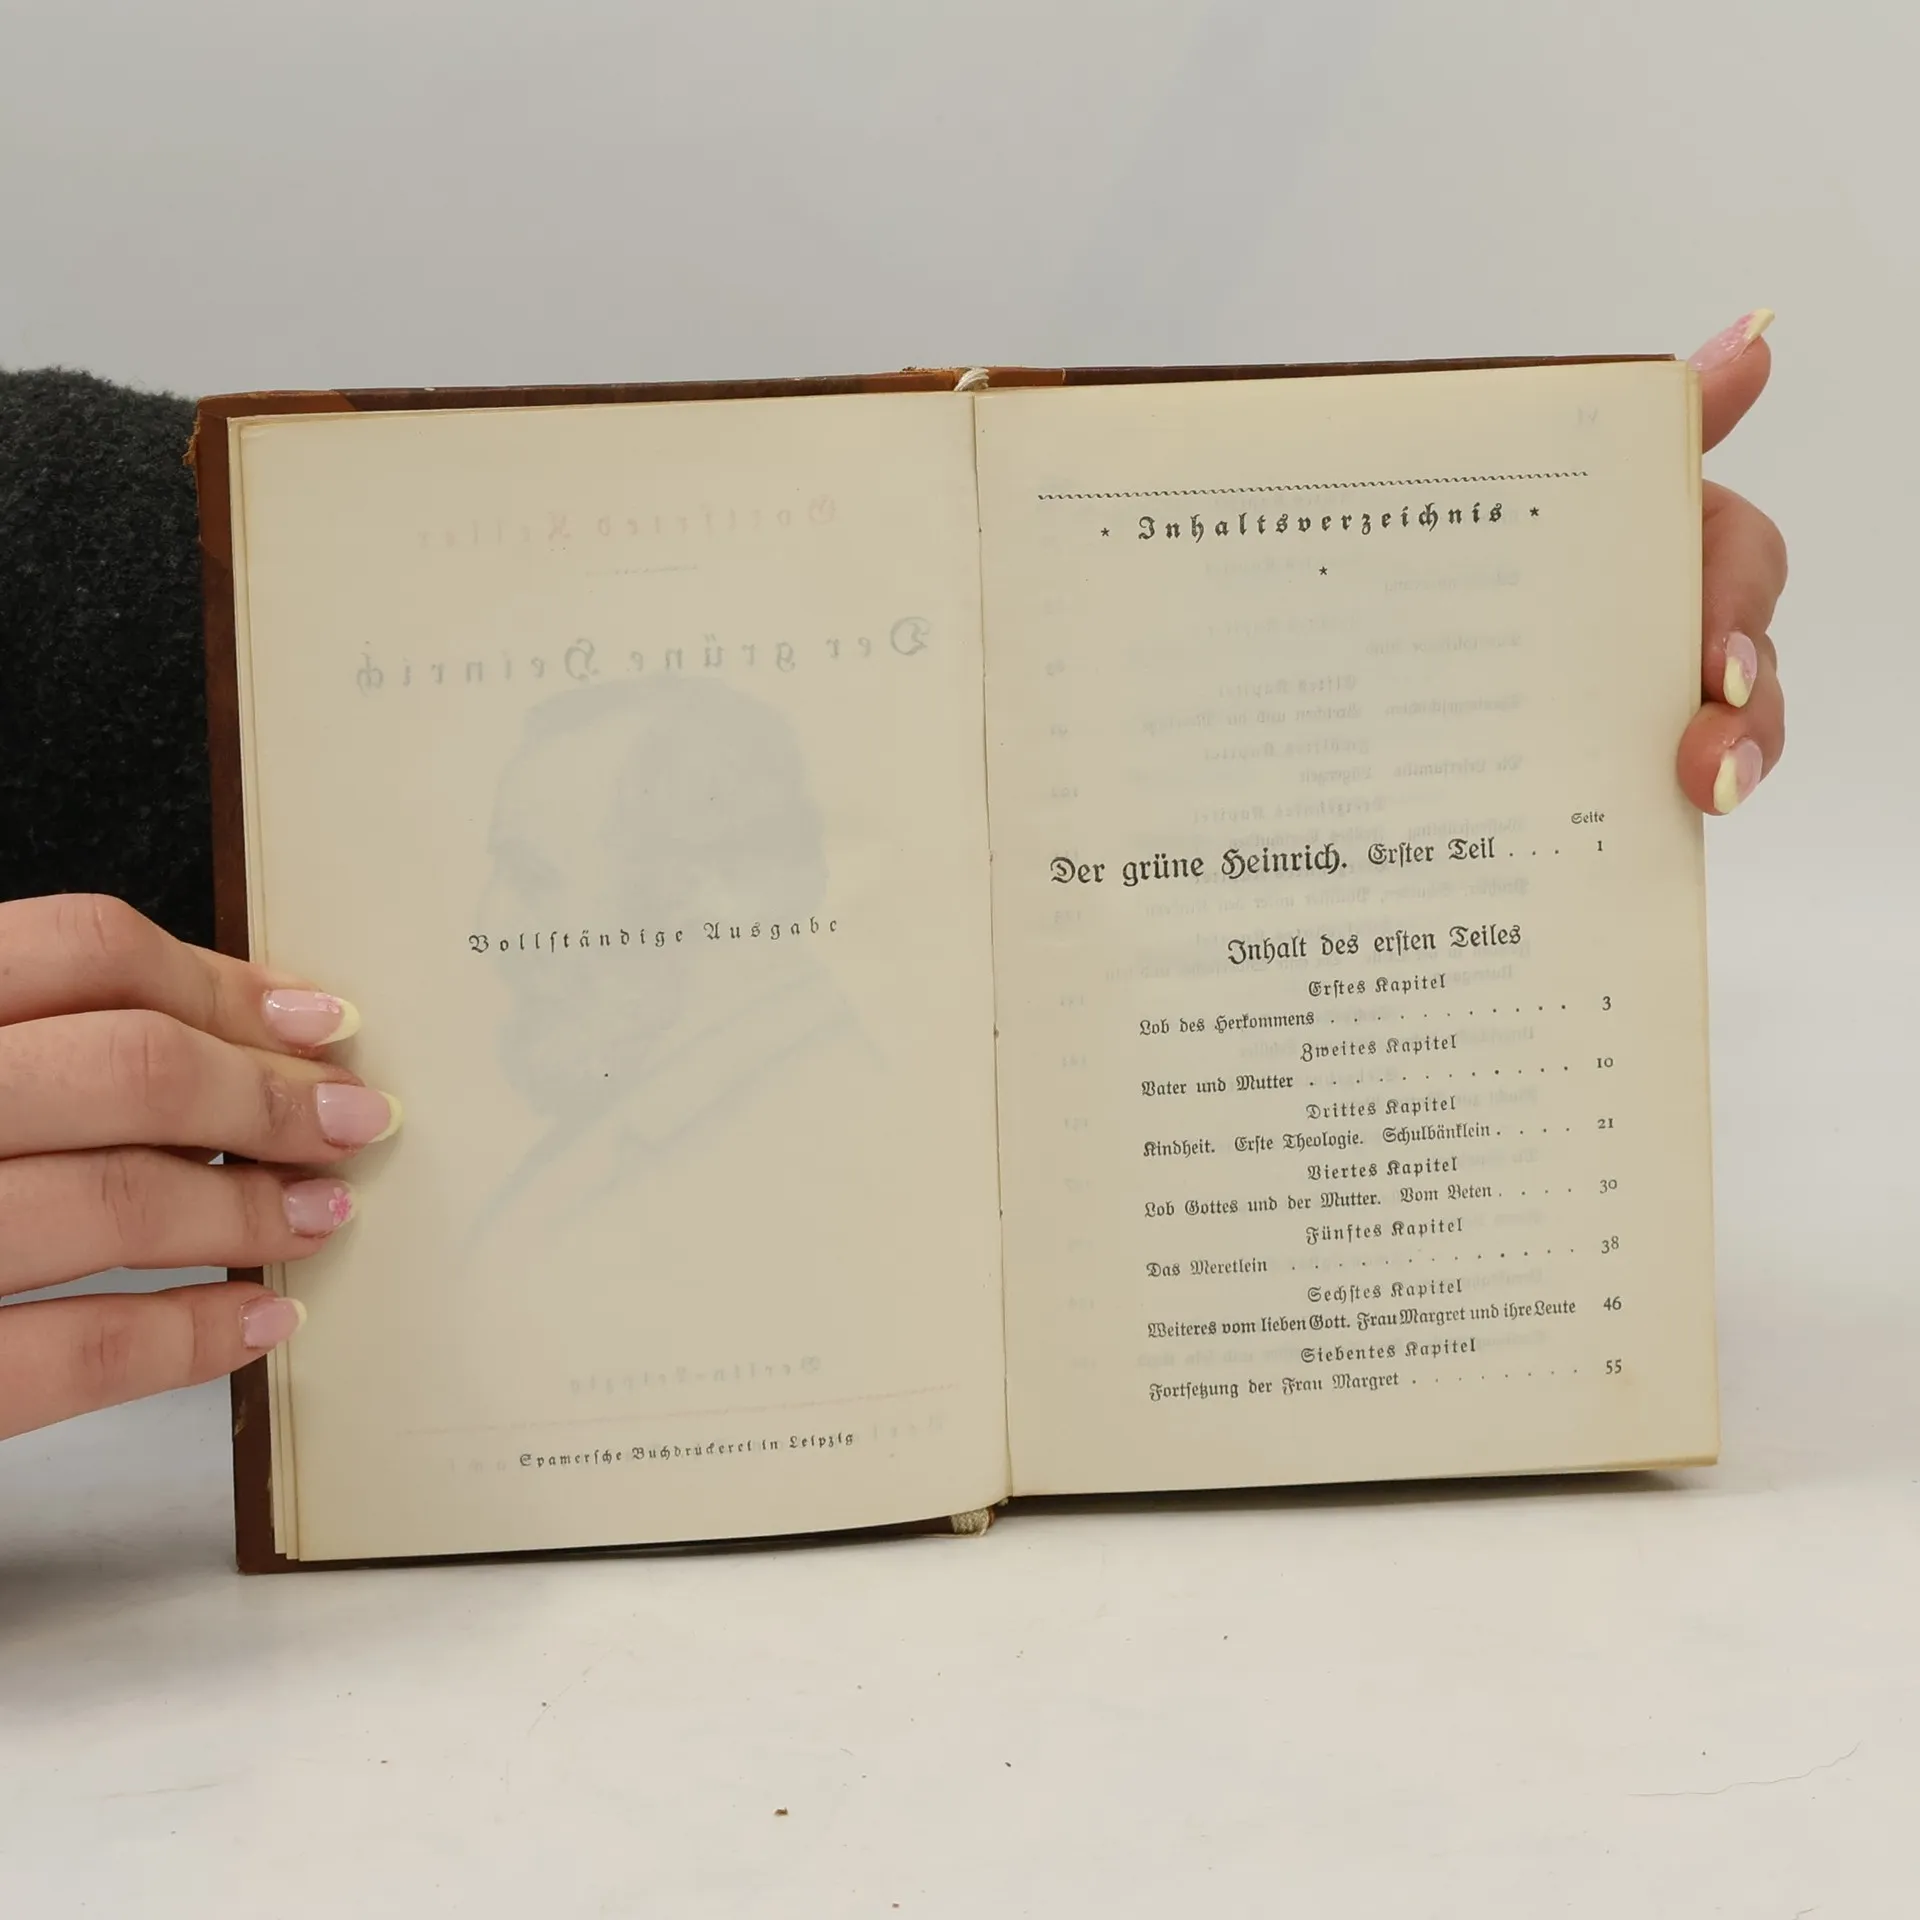 Vollſtändige Ausgabe
Spamerſche Buchdruckerei in Leipzig
* Inhaltsverzeichnis *
*
Seite
Der grüne Heinrich. Erſter Teil . . . 1
Inhalt des erſten Teiles
Erſtes Kapitel
Lob des Herkommens . . . . . . . . . . . 3
Zweites Kapitel
Vater und Mutter . . . . . . . . . . . . 10
Drittes Kapitel
Kindheit. Erſte Theologie. Schulbänklein . . . . 21
Viertes Kapitel
Lob Gottes und der Mutter. Vom Beten . . . . 30
Fünftes Kapitel
Das Meretlein . . . . . . . . . . . 38
Sechſtes Kapitel
Weiteres vom lieben Gott. Frau Margret und ihre Leute 46
Siebentes Kapitel
Fortſetzung der Frau Margret . . . . . . . . 55